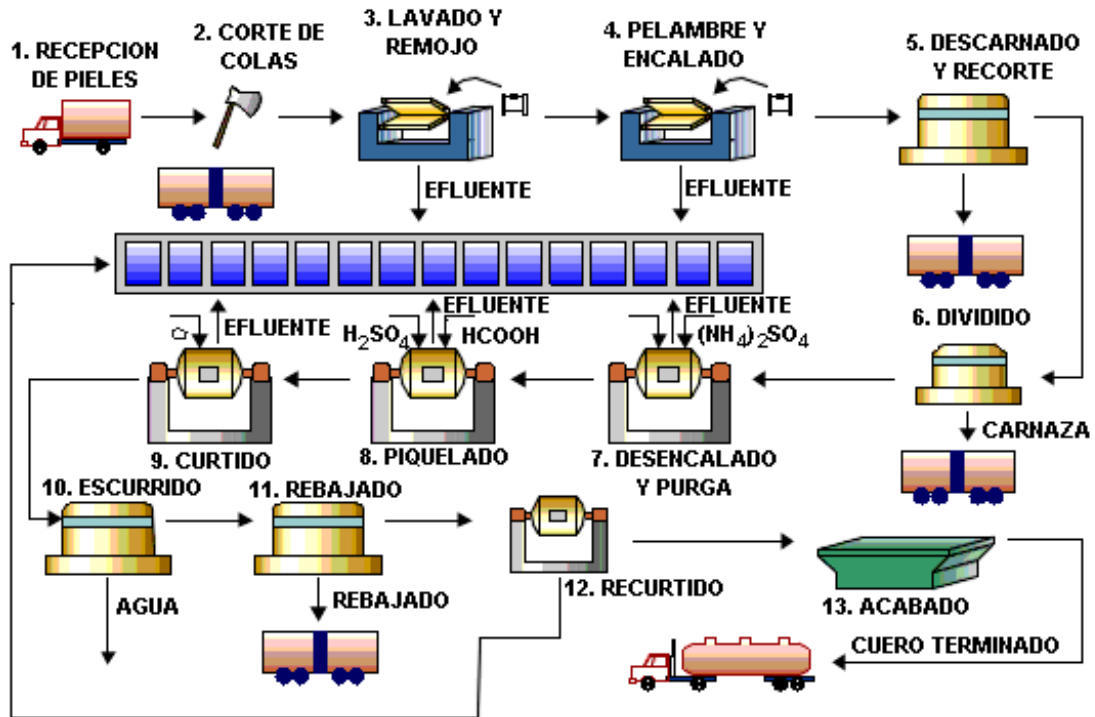 1. RECEPCION
DE PIELES
2. CORTE DE
COLAS
3. LAVADO Y
REMOJO
4. PELAMBRE Y
ENCALADO
5. DESCARNADO
Y RECORTE
EFLUENTE
EFLUENTE
EFLUENTE
EFLUENTE
EFLUENTE
H2SO4
HCOOH
(NH4)2SO4
6. DIVIDIDO
CARNAZA
9. CURTIDO
8. PIQUELADO
7. DESENCALADO
Y PURGA
10. ESCURRIDO
11. REBAJADO
12. RECURTIDO
13. ACABADO
AGUA
REBAJADO
CUERO TERMINADO